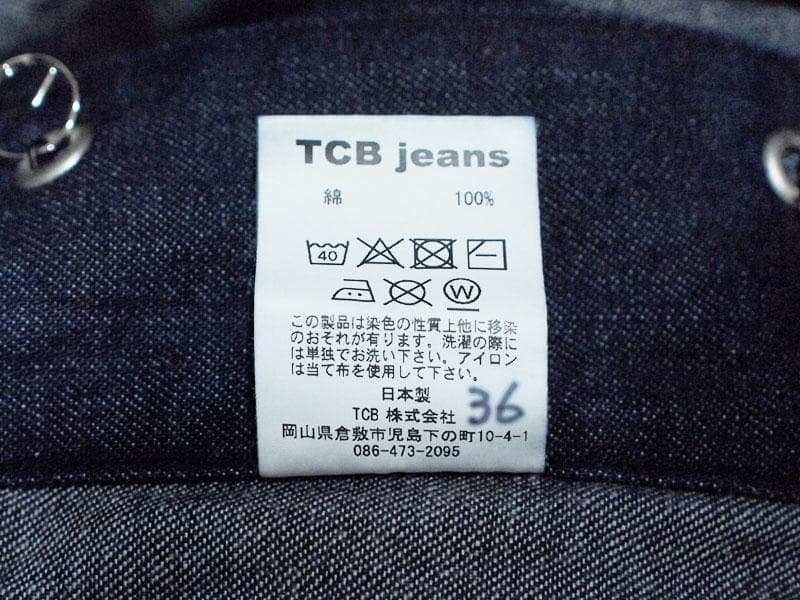 TCB jeans
綿 100%
40
W
この製品は染色の性質上他に移染
のおそれが有ります。洗濯の際に
は単独でお洗い下さい。アイロン
は当て布を使用して下さい。
日本製
TCB 株式会社 36
岡山県倉敷市児島下の町10-4-1
086-473-2095